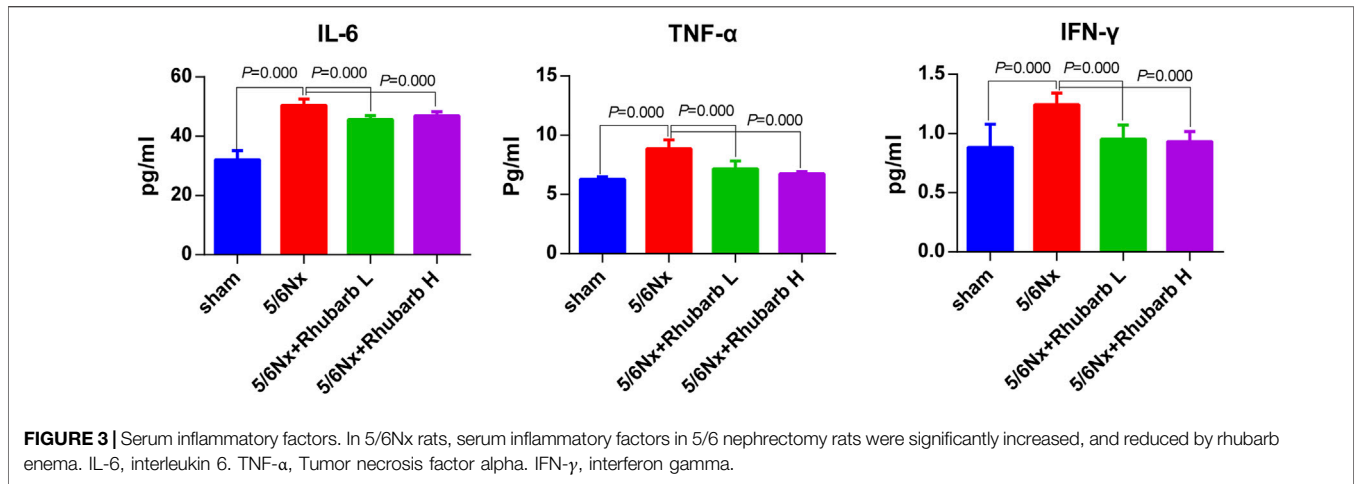 IL-6
P=0.000 P=0.000
P=0.000
60
40
20
0
pg/ml
sham
5/6Nx
5/6Nx+Rhubarb L
5/6Nx+Rhubarb H
TNF-α
P=0.000
P=0.000
P=0.000
15
10
5
0
Pg/ml
sham
5/6Nx
5/6Nx+Rhubarb L
5/6Nx+Rhubarb H
IFN-γ
P=0.000 P=0.000
P=0.000
1.5
1.0
0.5
0.0
pg/ml
sham
5/6Nx
5/6Nx+Rhubarb L
5/6Nx+Rhubarb H
FIGURE 3 | Serum inflammatory factors. In 5/6Nx rats, serum inflammatory factors in 5/6 nephrectomy rats were significantly increased, and reduced by rhubarb
enema. IL-6, interleukin 6. TNF-α, Tumor necrosis factor alpha. IFN-γ, interferon gamma.